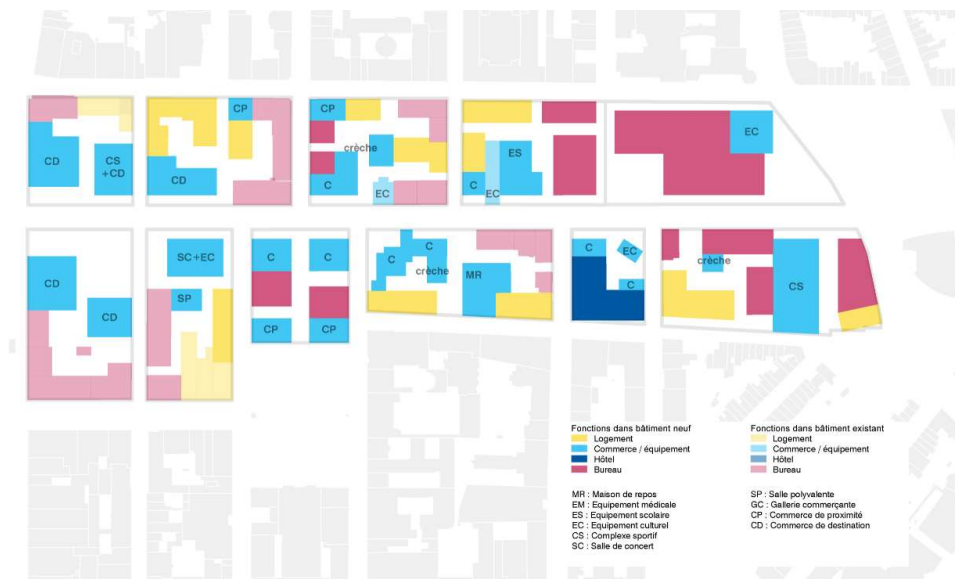 CP
CP
EC
crèche
ES
CD
CS
+CD
CD
C
C
EC
EC
SC+EC
C
C
C
C
EC
C
crèche
crèche
MR
CD
C
CS
SP
CD
CP
CP
Fonctions dans bâtiment neuf
Logement
Commerce / équipement
Hôtel
Bureau
MR : Maison de repos
EM : Equipement médicale
ES : Equipement scolaire
EC : Equipement culturel
CS : Complexe sportif
SC : Salle de concert
Fonctions dans bâtiment existant
Logement
Commerce / équipement
Hôtel
Bureau
SP : Salle polyvalente
GC : Gallerie commerçante
CP : Commerce de proximité
CD : Commerce de destination